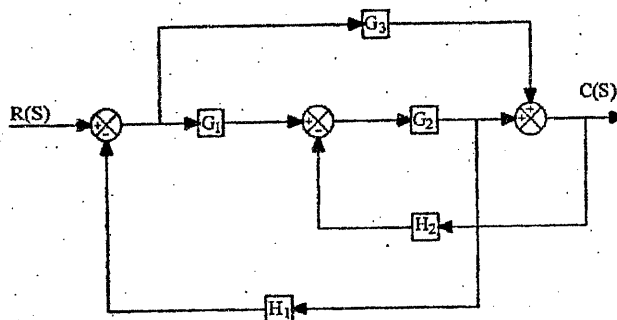 G₃
R(S)
C(S)
+
+
-
G₁
+
-
G₂
+
H₂
H₁